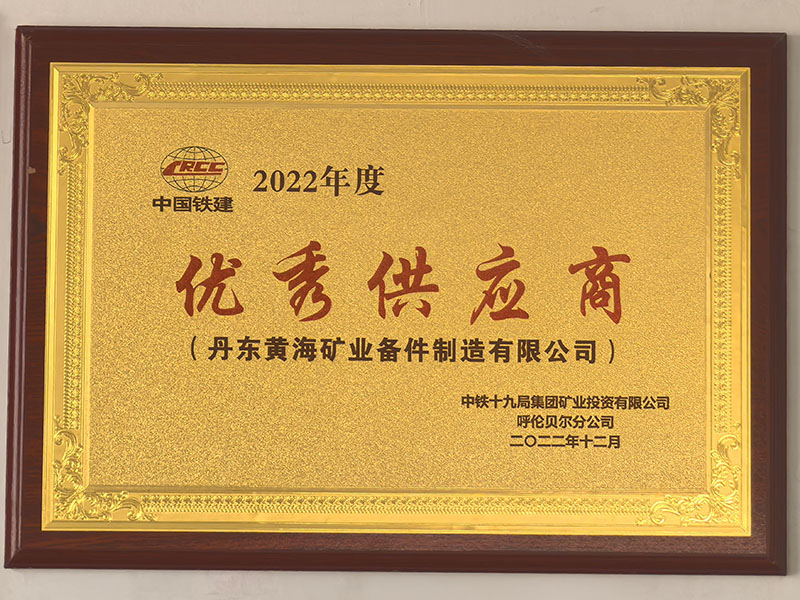 CRCC
中国铁建
2022年度
优秀供应商
（丹东黄海矿业备件制造有限公司）
中铁十九局集团矿业投资有限公司
呼伦贝尔分公司
二〇二二年十二月